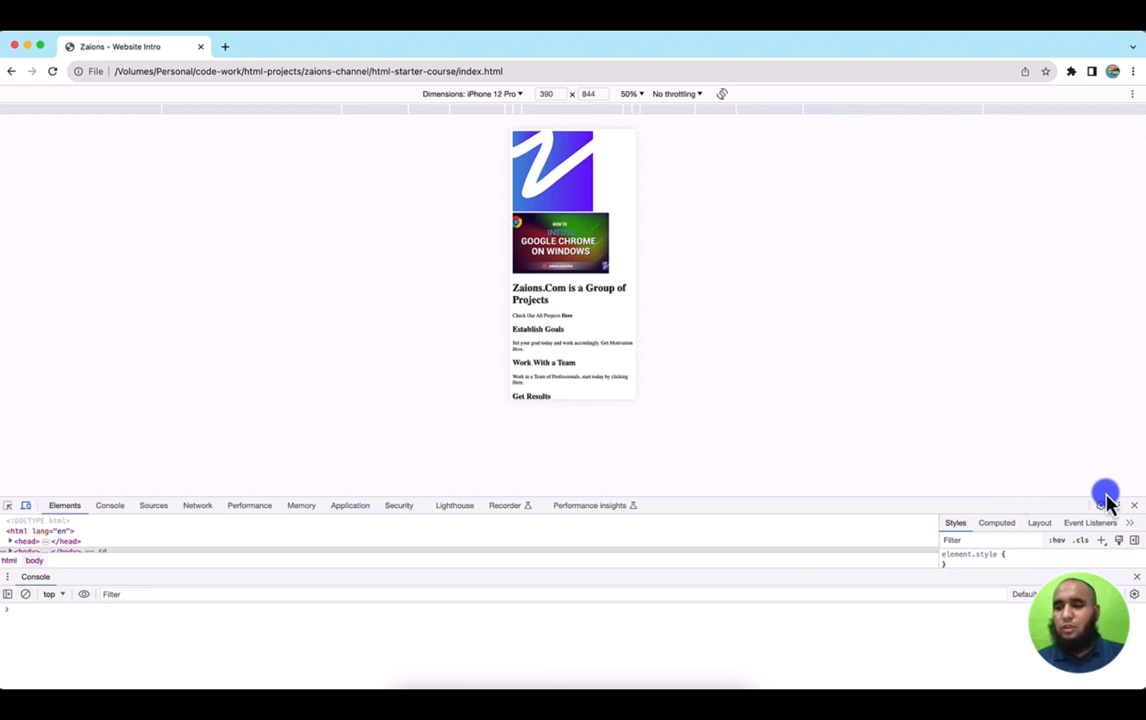 Zaions - Website Intro
File /Volumes/Personal/code-work/html-projects/zaions-channel/html-starter-course/index.html
Dimensions: iPhone 12 Pro 390 × 844 50% No throttling
HOW TO
INSTALL
GOOGLE CHROME
ON WINDOWS
Zaions.Com is a Group of
Projects
Check Our All Projects Here
Establish Goals
Set your goal today and work accordingly. Get Motivation
Here.
Work With a Team
Work in a Team of Professionals, start today by clicking
Here.
Get Results
Elements Console Sources Network Performance Memory Application Security Lighthouse Recorder Performance insights
<!DOCTYPE html>
<html lang="en">
<head> … </head>
<body> … </body> == $0
html body
Styles Computed Layout Event Listeners
Filter :hov .cls
element.style {
}
Console
top Filter Default